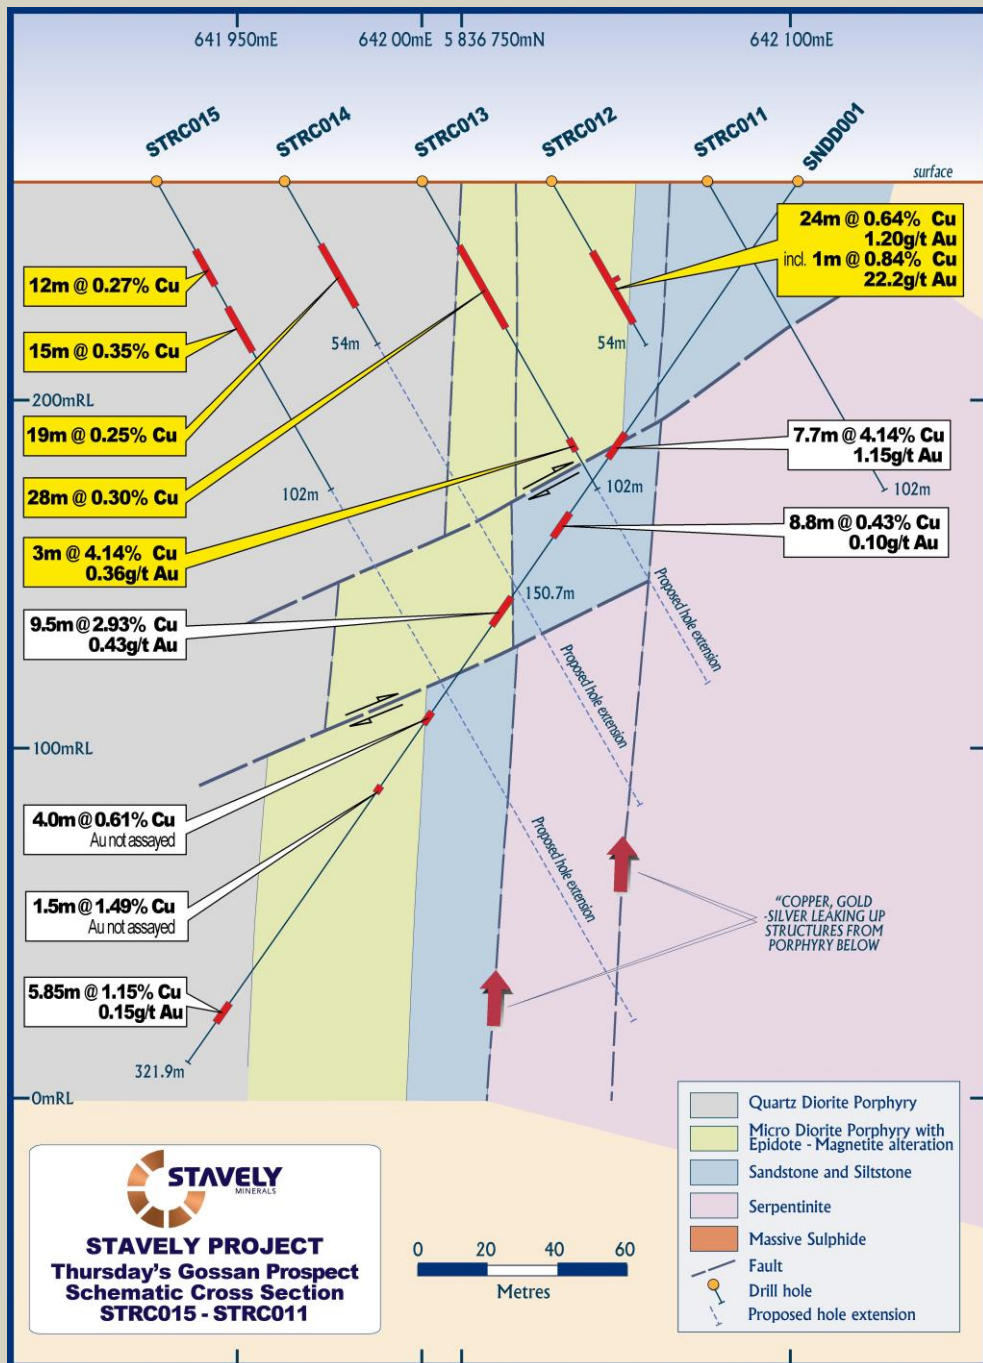 641 950mE
642 00mE
5 836 750mN
642 100mE
STRC015
STRC014
STRC013
STRC012
STRC011
SNDD001
surface
24m @ 0.64% Cu
1.20g/t Au
incl. 1m @ 0.84% Cu
22.2g/t Au
12m @ 0.27% Cu
15m @ 0.35% Cu
54m
54m
200mRL
19m @ 0.25% Cu
7.7m @ 4.14% Cu
1.15g/t Au
28m @ 0.30% Cu
102m
102m
102m
8.8m @ 0.43% Cu
0.10g/t Au
3m @ 4.14% Cu
0.36g/t Au
150.7m
9.5m @ 2.93% Cu
0.43g/t Au
Proposed hole extension
Proposed hole extension
Proposed hole extension
100mRL
4.0m @ 0.61% Cu
Au not assayed
1.5m @ 1.49% Cu
Au not assayed
"COPPER, GOLD
-SILVER LEAKING UP
STRUCTURES FROM
PORPHYRY BELOW
5.85m @ 1.15% Cu
0.15g/t Au
321.9m
0mRL
Quartz Diorite Porphyry
Micro Diorite Porphyry with
Epidote - Magnetite alteration
Sandstone and Siltstone
Serpentinite
Massive Sulphide
Fault
Drill hole
Proposed hole extension
STAVELY
MINERALS
STAVELY PROJECT
Thursday's Gossan Prospect
Schematic Cross Section
STRC015 - STRC011
0 20 40 60
Metres